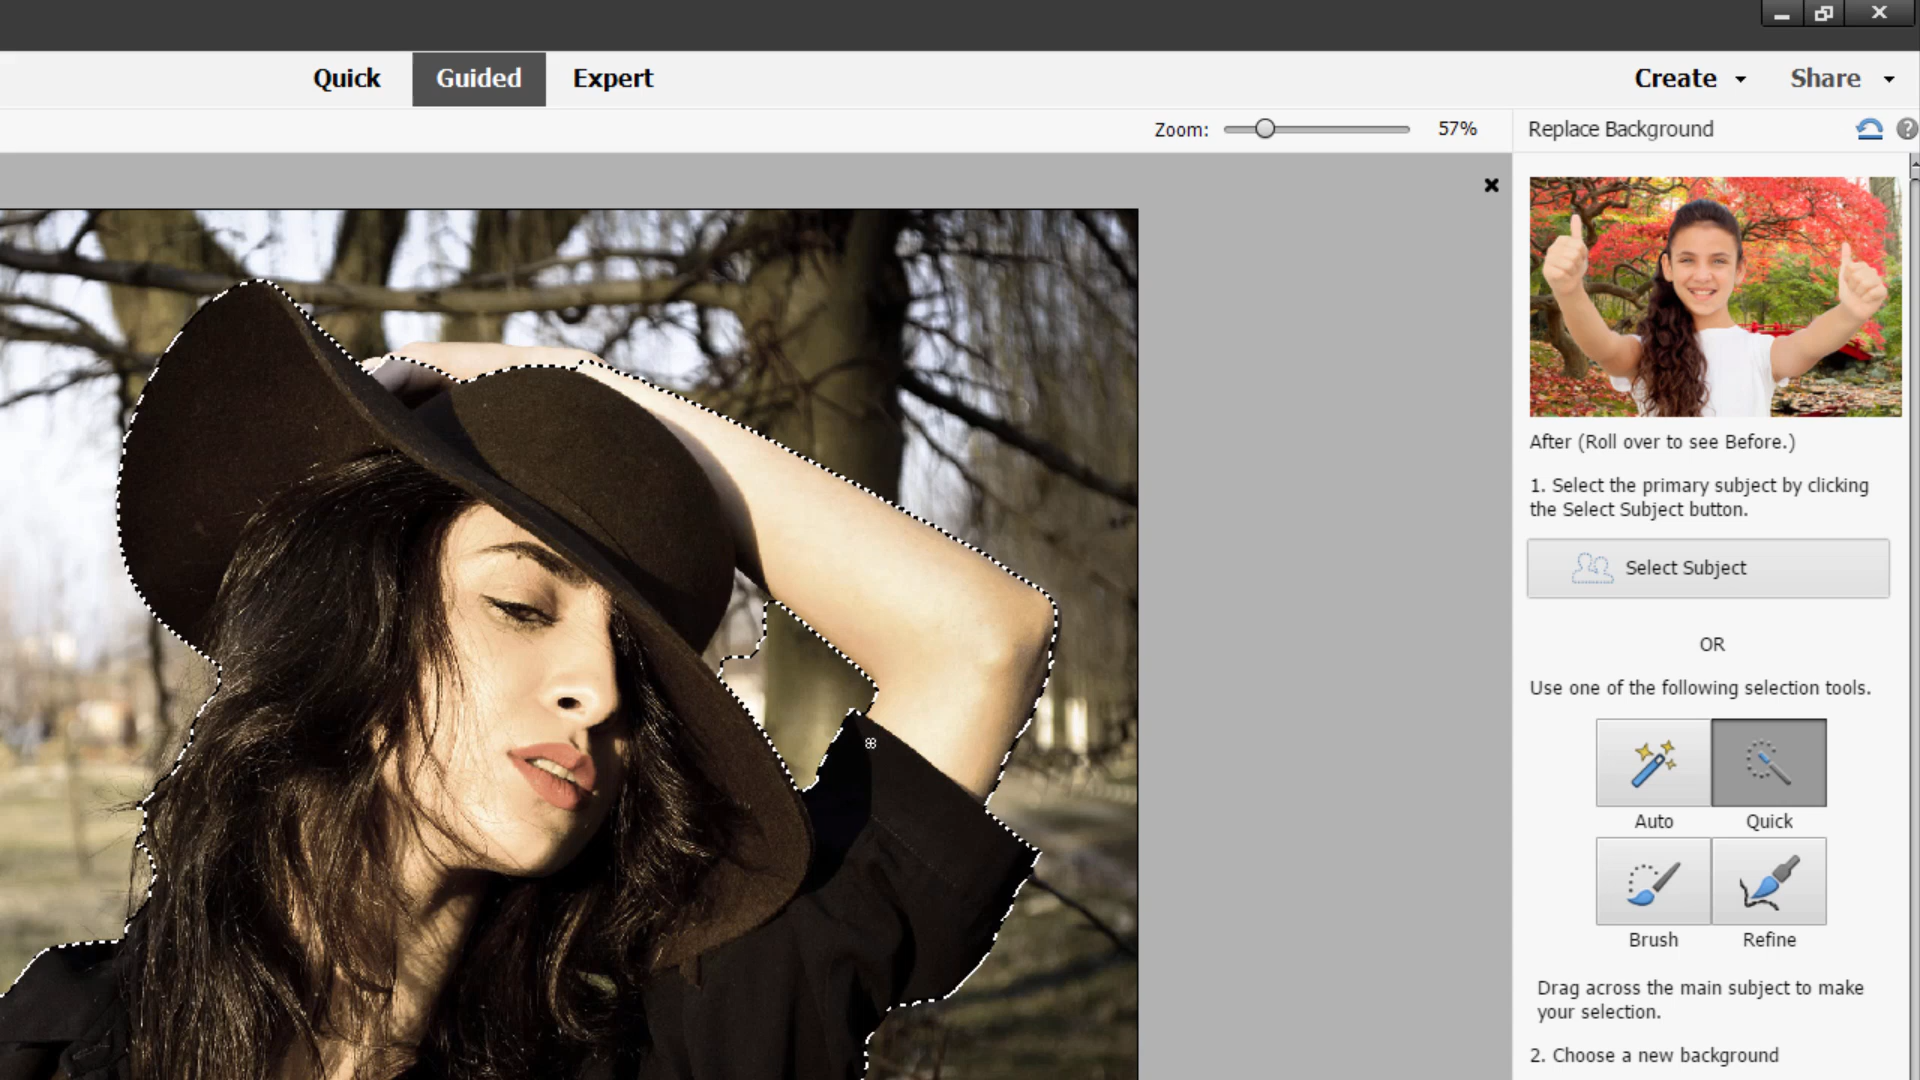 Quick
Guided
Expert
Create
Share
Zoom:
57%
Replace Background
After (Roll over to see Before.)
1. Select the primary subject by clicking
the Select Subject button.
Select Subject
OR
Use one of the following selection tools.
Auto
Quick
Brush
Refine
Drag across the main subject to make
your selection.
2. Choose a new background